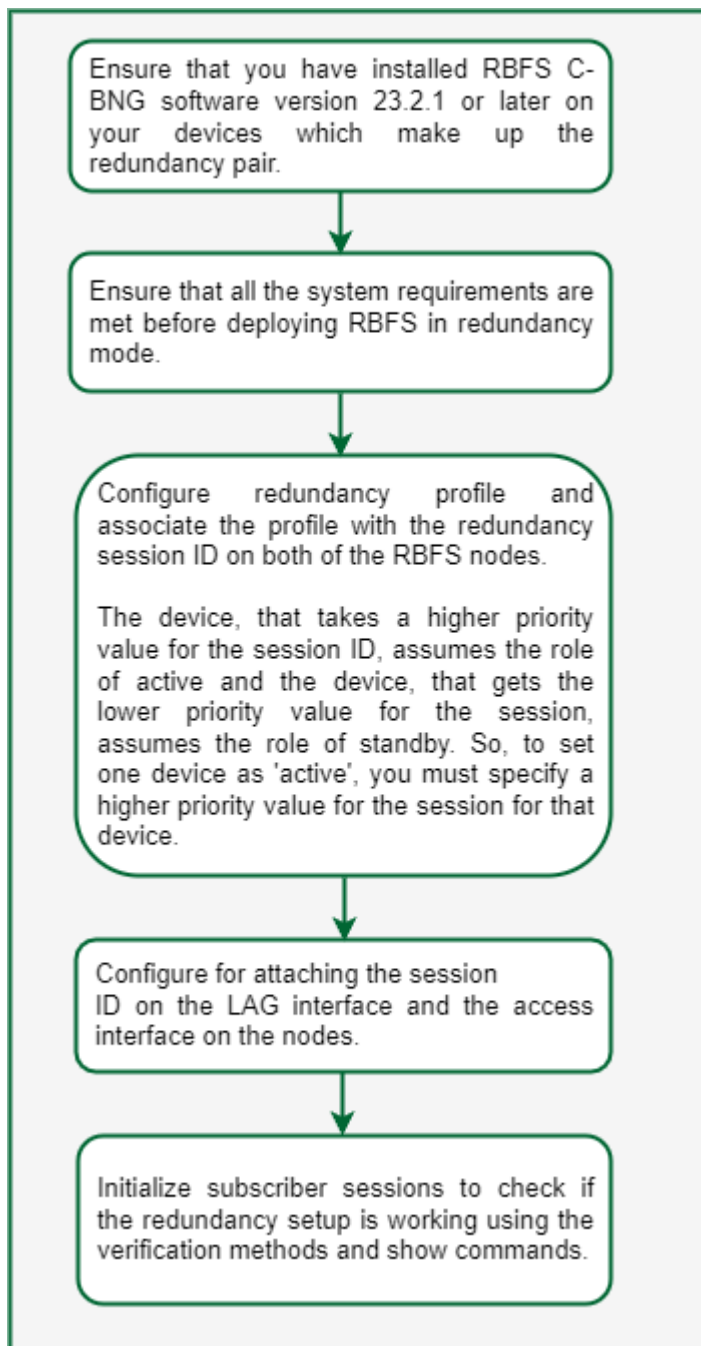 Ensure that you have installed RBFS C-
BNG software version 23.2.1 or later on
your devices which make up the
redundancy pair.
Ensure that all the system requirements are
met before deploying RBFS in redundancy
mode.
Configure redundancy profile and
associate the profile with the redundancy
session ID on both of the RBFS nodes.
The device, that takes a higher priority
value for the session ID, assumes the role
of active and the device, that gets the
lower priority value for the session,
assumes the role of standby. So, to set
one device as 'active', you must specify a
higher priority value for the session for that
device.
Configure for attaching the session
ID on the LAG interface and the access
interface on the nodes.
Initialize subscriber sessions to check if
the redundancy setup is working using the
verification methods and show commands.